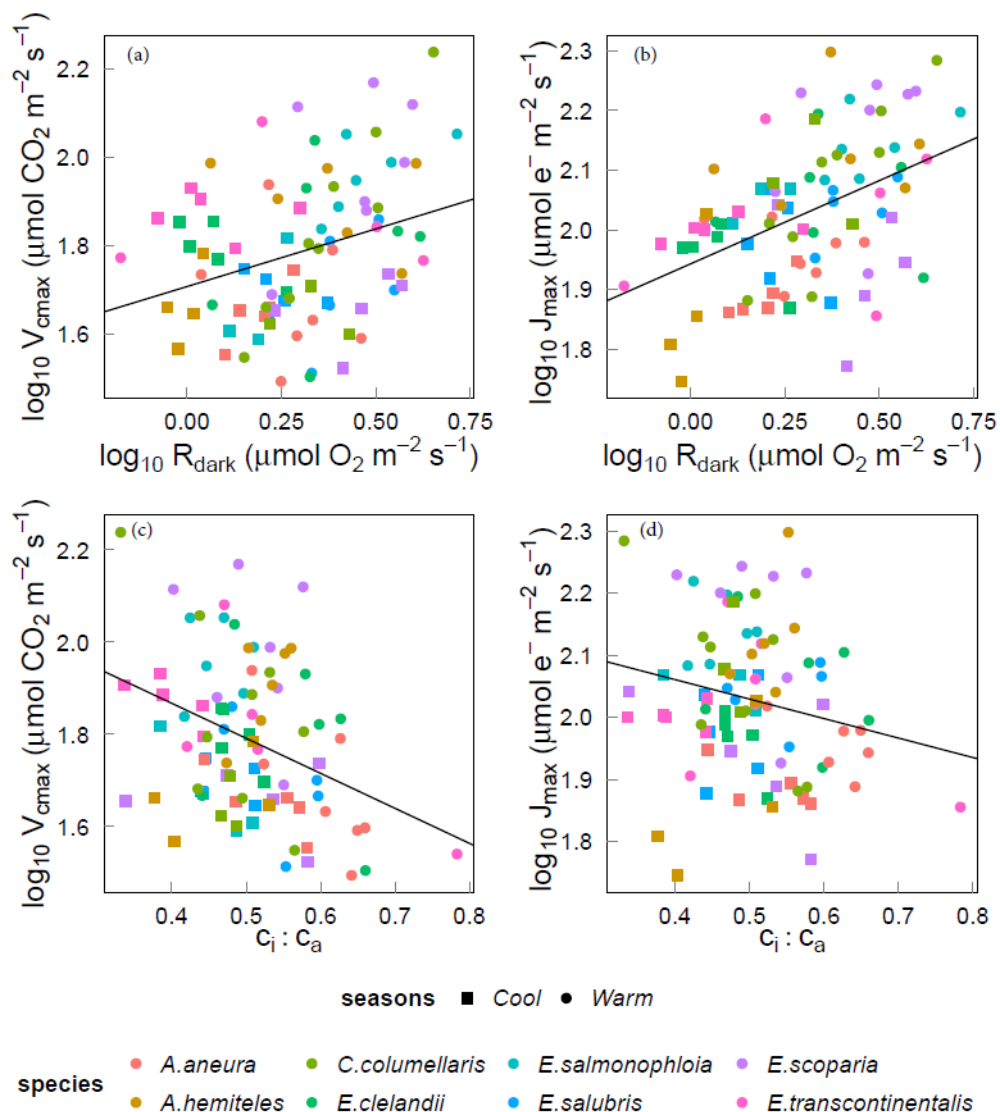 (a)
2.2
2.0
1.8
1.6
log₁₀ Vcmax (μmol CO₂ m⁻² s⁻¹)
0.00 0.25 0.50 0.75
log₁₀ Rdark (μmol O₂ m⁻² s⁻¹)
(b)
2.3
2.2
2.1
2.0
1.9
1.8
log₁₀ Jmax (μmol e⁻ m⁻² s⁻¹)
0.00 0.25 0.50 0.75
log₁₀ Rdark (μmol O₂ m⁻² s⁻¹)
(c)
2.2
2.0
1.8
1.6
log₁₀ Vcmax (μmol CO₂ m⁻² s⁻¹)
0.4 0.5 0.6 0.7 0.8
cᵢ : cₐ
(d)
2.3
2.2
2.1
2.0
1.9
1.8
log₁₀ Jmax (μmol e⁻ m⁻² s⁻¹)
0.4 0.5 0.6 0.7 0.8
cᵢ : cₐ
seasons Cool Warm
species
A.aneura C.columellaris E.salmonophloia E.scoparia
A.hemiteles E.clelandii E.salubris E.transcontinentalis